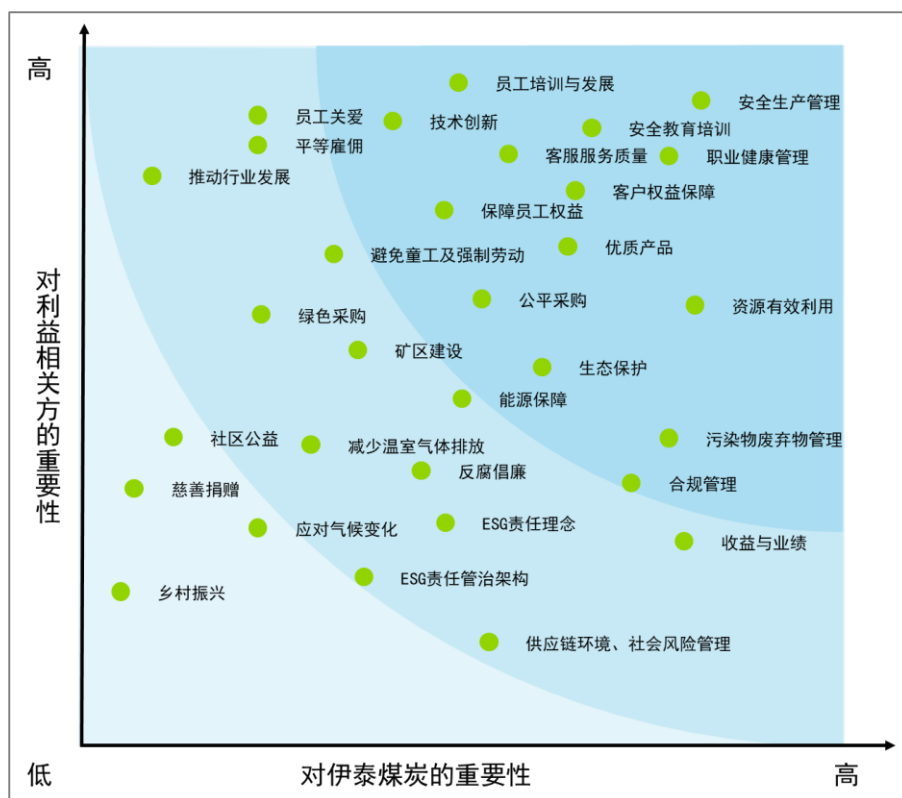 高
员工培训与发展
安全生产管理
员工关爱
技术创新
安全教育培训
平等雇佣
客服服务质量
职业健康管理
推动行业发展
客户权益保障
保障员工权益
优质产品
避免童工及强制劳动
公平采购
资源有效利用
绿色采购
矿区建设
生态保护
能源保障
社区公益
减少温室气体排放
污染物废弃物管理
反腐倡廉
慈善捐赠
合规管理
应对气候变化
ESG责任理念
收益与业绩
ESG责任管治架构
乡村振兴
供应链环境、社会风险管理
对利益相关方的重要性
低
对伊泰煤炭的重要性
高